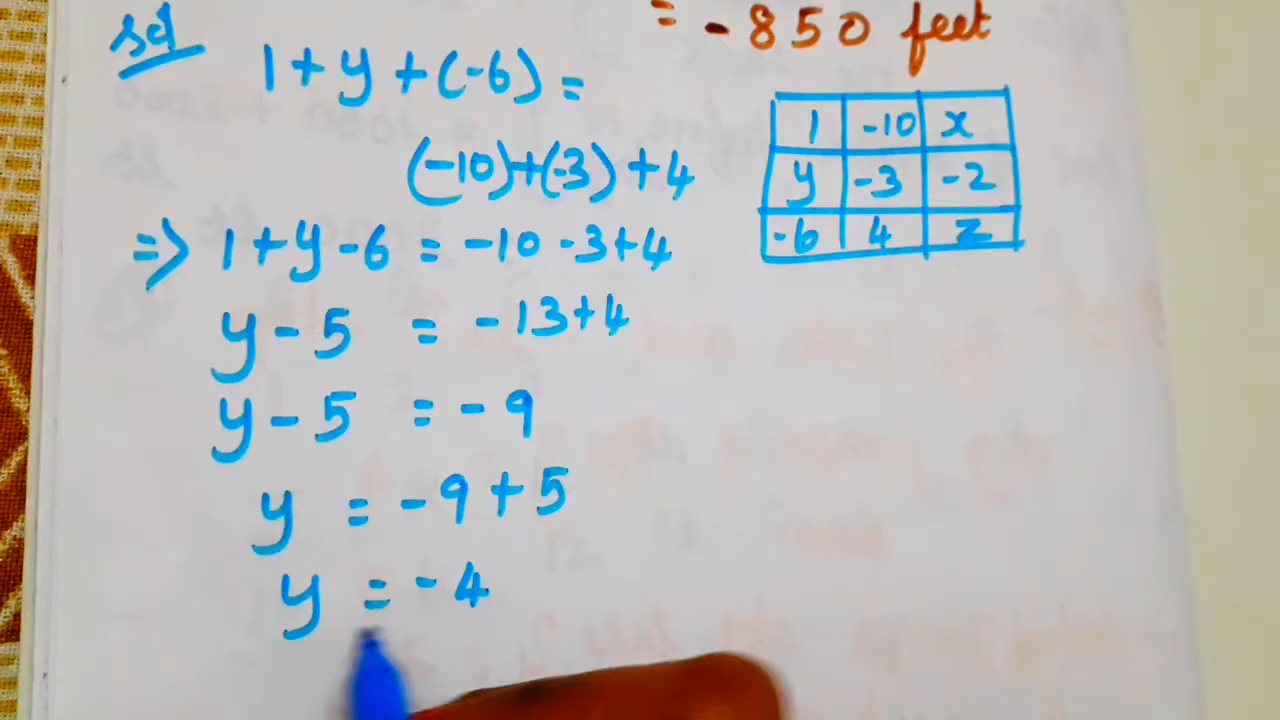 = -850 feet
Sol
1+y+(-6)=
(-10)+(-3)+4
=> 1+y-6 = -10-3+4
y-5 = -13+4
y-5 = -9
y = -9+5
y = -4
1 -10 x
y -3 -2
-6 4 z